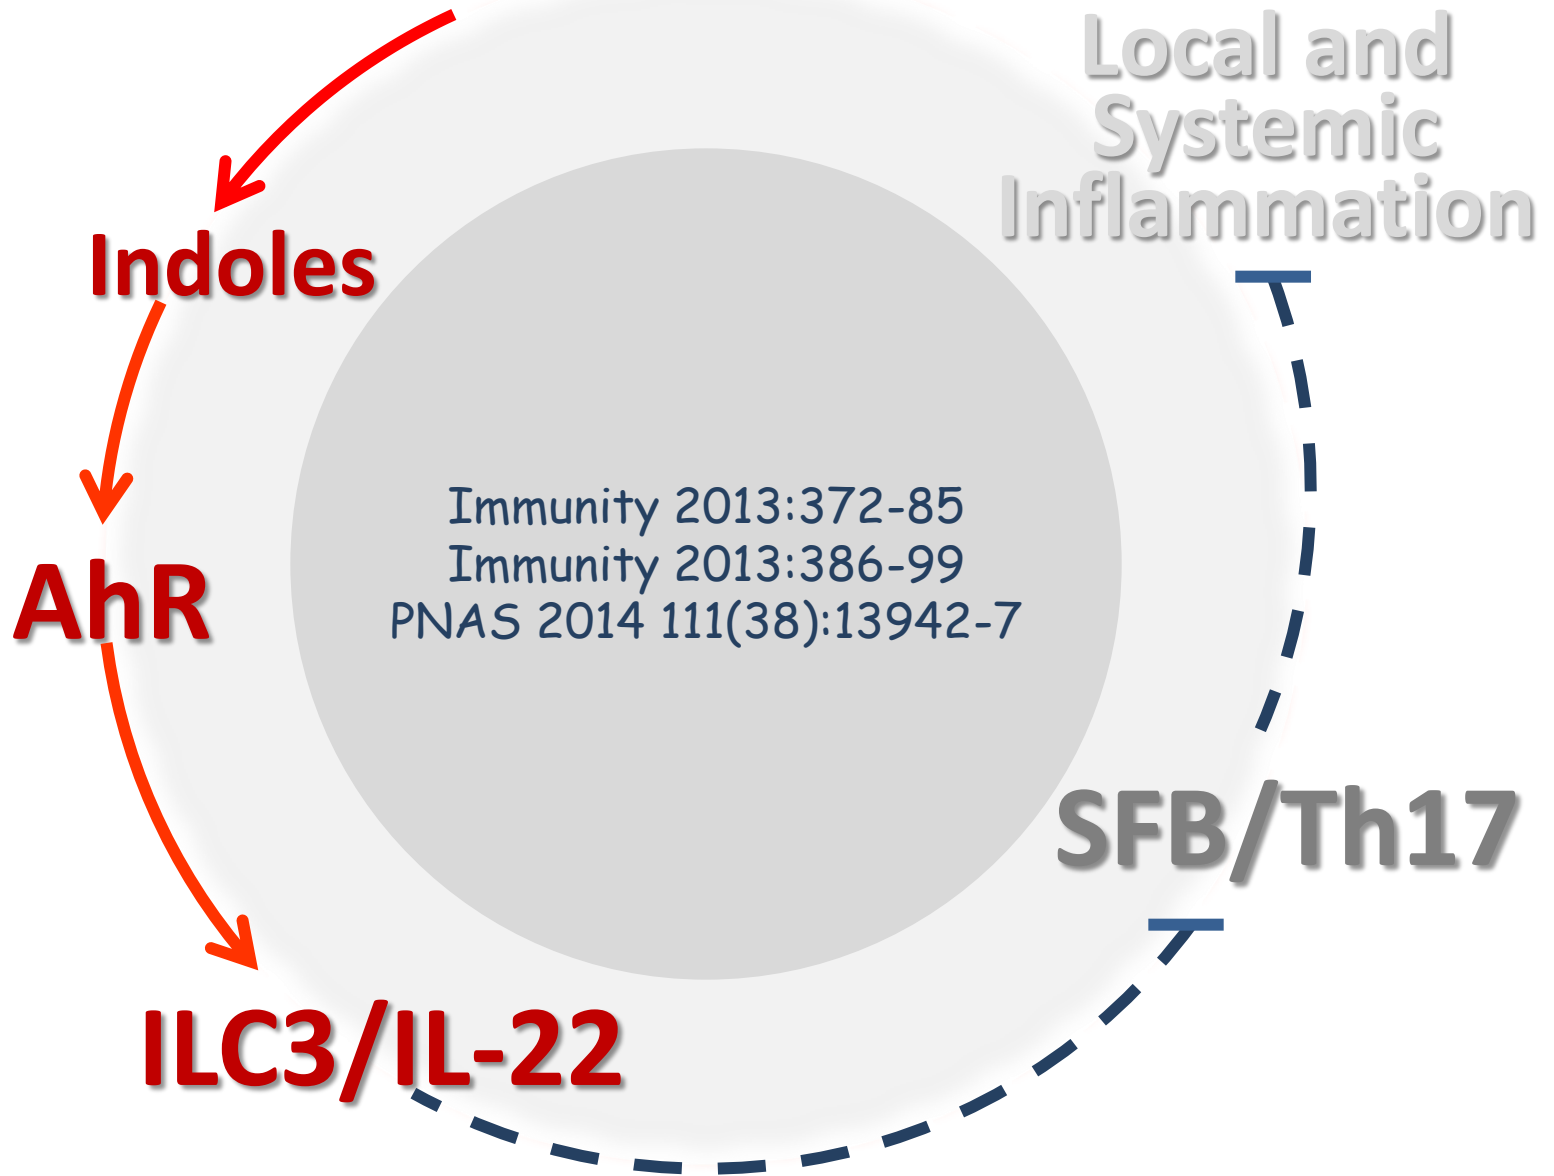 Local and
Systemic
Inflammation
Indoles
Immunity 2013:372-85
Immunity 2013:386-99
PNAS 2014 111(38):13942-7
AhR
SFB/Th17
ILC3/IL-22